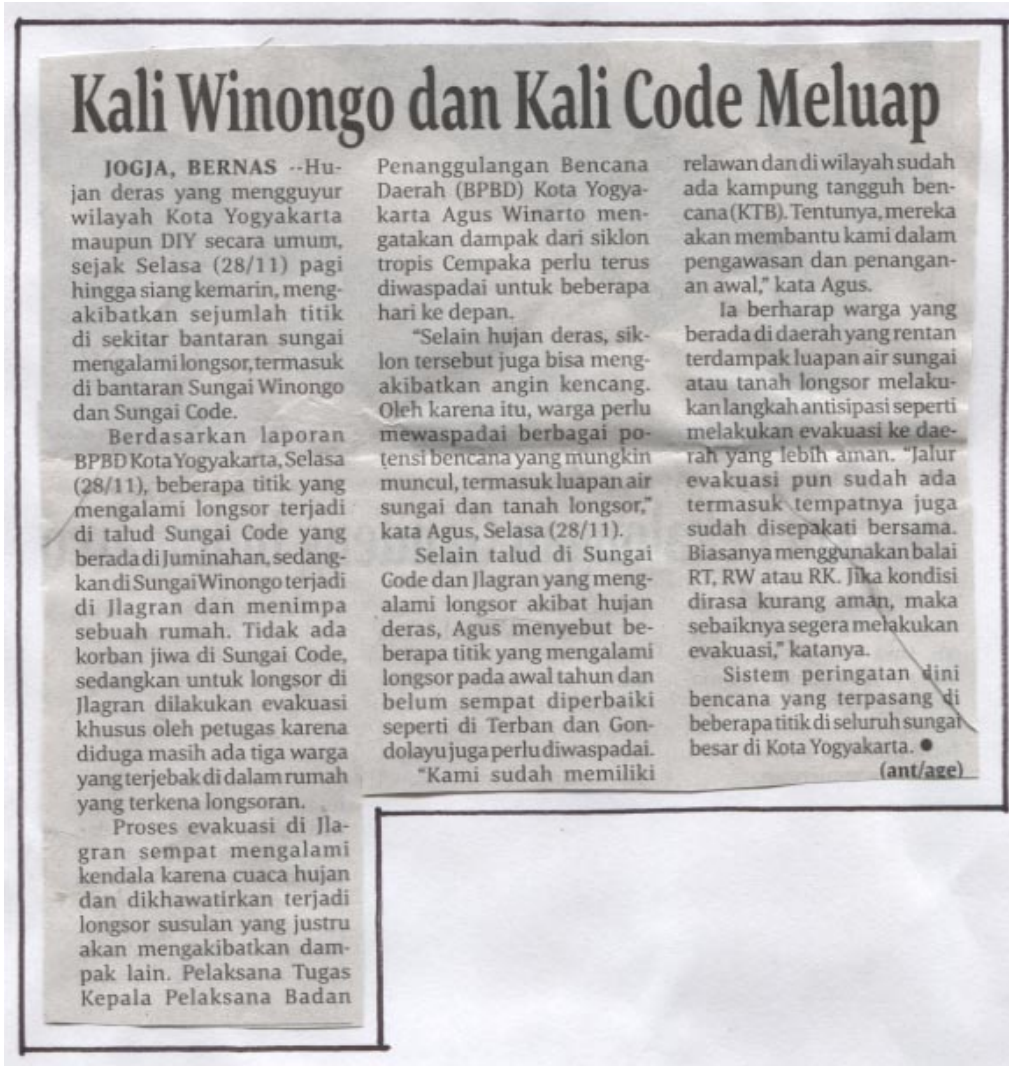 Kali Winongo dan Kali Code Meluap
JOGJA, BERNAS --Hu-
jan deras yang mengguyur
wilayah Kota Yogyakarta
maupun DIY secara umum,
sejak Selasa (28/11) pagi
hingga siang kemarin, meng-
akibatkan sejumlah titik
di sekitar bantaran sungai
mengalami longsor, termasuk
di bantaran Sungai Winongo
dan Sungai Code.
Berdasarkan laporan
BPBD Kota Yogyakarta, Selasa
(28/11), beberapa titik yang
mengalami longsor terjadi
di talud Sungai Code yang
berada di Juminahan, sedang-
kan di Sungai Winongo terjadi
di Jlagran dan menimpa
sebuah rumah. Tidak ada
korban jiwa di Sungai Code,
sedangkan untuk longsor di
Jlagran dilakukan evakuasi
khusus oleh petugas karena
diduga masih ada tiga warga
yang terjebak di dalam rumah
yang terkena longsoran.
Proses evakuasi di Jla-
gran sempat mengalami
kendala karena cuaca hujan
dan dikhawatirkan terjadi
longsor susulan yang justru
akan mengakibatkan dam-
pak lain. Pelaksana Tugas
Kepala Pelaksana Badan
Penanggulangan Bencana
Daerah (BPBD) Kota Yogya-
karta Agus Winarto men-
gatakan dampak dari siklon
tropis Cempaka perlu terus
diwaspadai untuk beberapa
hari ke depan.
"Selain hujan deras, sik-
lon tersebut juga bisa meng-
akibatkan angin kencang.
Oleh karena itu, warga perlu
mewaspadai berbagai po-
tensi bencana yang mungkin
muncul, termasuk luapan air
sungai dan tanah longsor,"
kata Agus, Selasa (28/11).
Selain talud di Sungai
Code dan Jlagran yang meng-
alami longsor akibat hujan
deras, Agus menyebut be-
berapa titik yang mengalami
longsor pada awal tahun dan
belum sempat diperbaiki
seperti di Terban dan Gon-
dolayu juga perlu diwaspadai.
"Kami sudah memiliki
relawan dan di wilayah sudah
ada kampung tangguh ben-
cana (KTB). Tentunya, mereka
akan membantu kami dalam
pengawasan dan penangan-
an awal," kata Agus.
Ia berharap warga yang
berada di daerah yang rentan
terdampak luapan air sungai
atau tanah longsor melaku-
kan langkah antisipasi seperti
melakukan evakuasi ke dae-
rah yang lebih aman. "Jalur
evakuasi pun sudah ada
termasuk tempatnya juga
sudah disepakati bersama.
Biasanya menggunakan balai
RT, RW atau RK. Jika kondisi
dirasa kurang aman, maka
sebaiknya segera melakukan
evakuasi," katanya.
Sistem peringatan dini
bencana yang terpasang di
beberapa titik di seluruh sungai
besar di Kota Yogyakarta. ●
(ant/age)